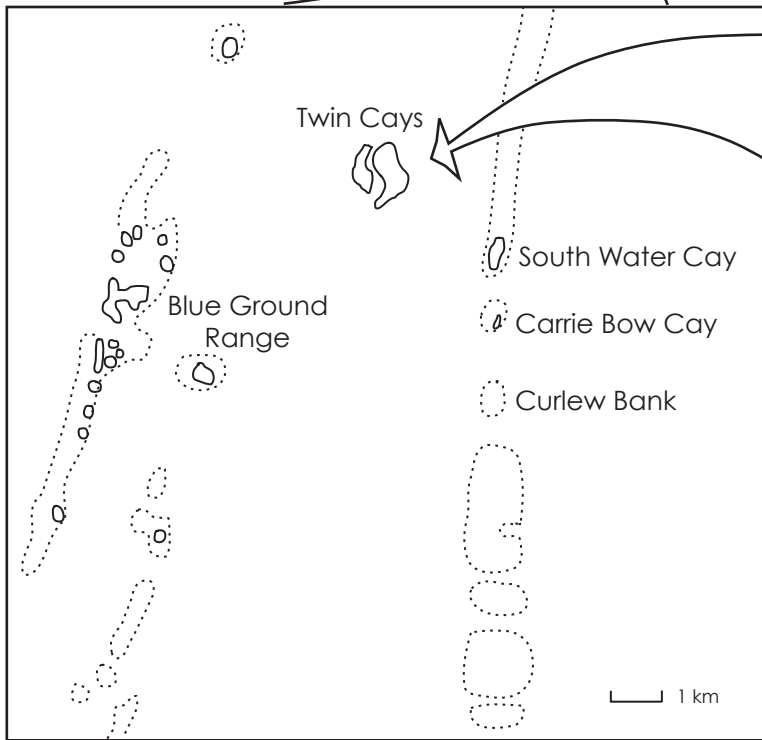 Twin Cays
South Water Cay
Blue Ground
Range
Carrie Bow Cay
Curlew Bank
1 km